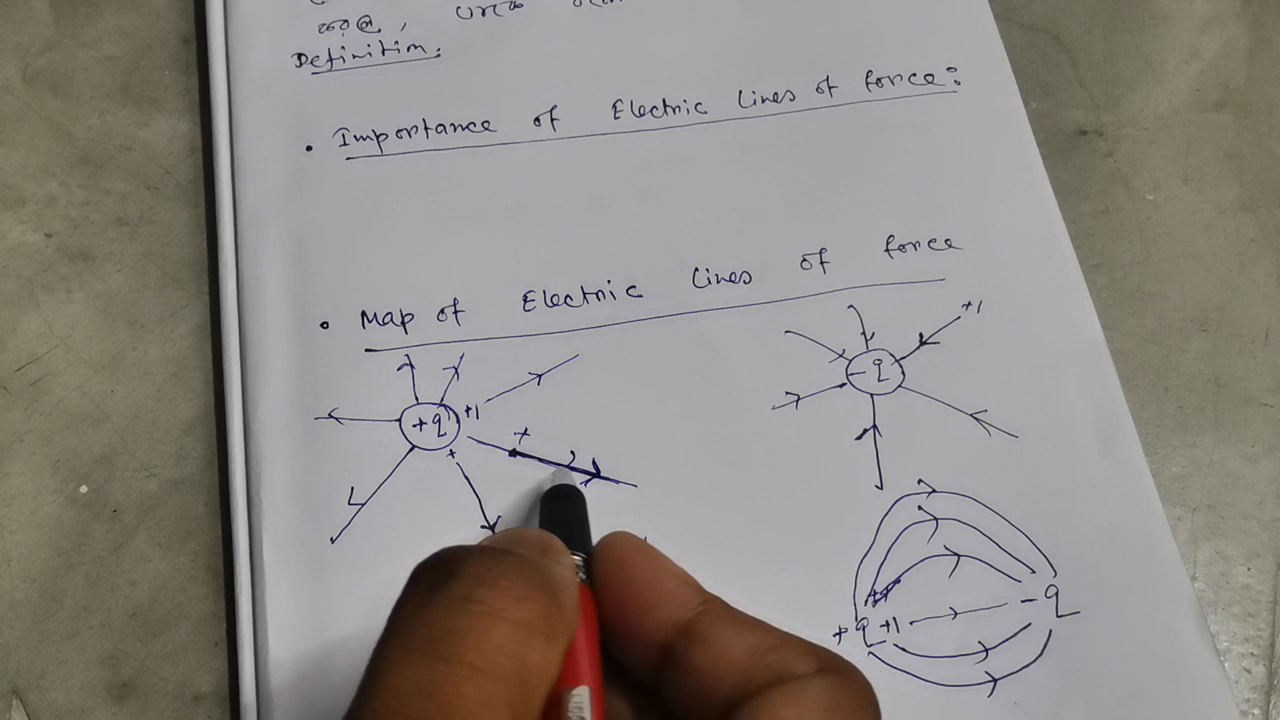 Definition:
• Importance of Electric Lines of force:
• Map of Electric Lines of force
+q +1
+
+
-q +1
+q +1 -q